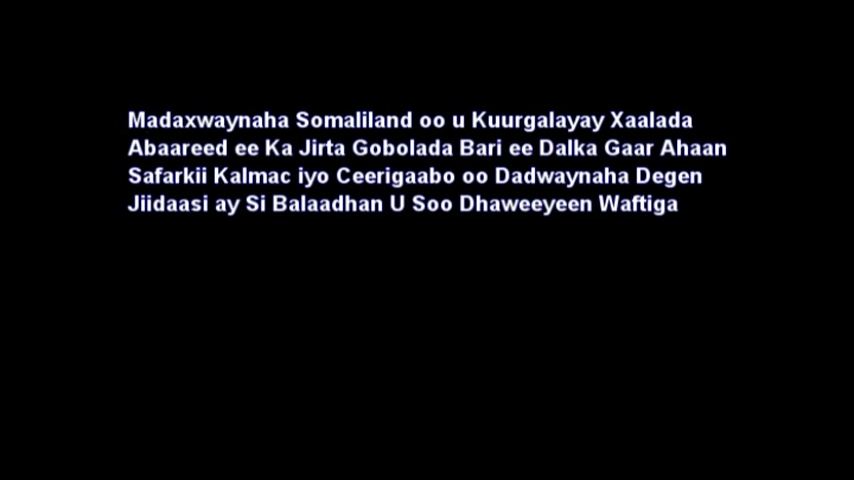 Madaxwaynaha Somaliland oo u Kuurgalayay Xaalada
Abaareed ee Ka Jirta Gobolada Bari ee Dalka Gaar Ahaan
Safarkii Kalmac iyo Ceerigaabo oo Dadwaynaha Degen
Jiidaasi ay Si Balaadhan U Soo Dhaweeyeen Waftiga